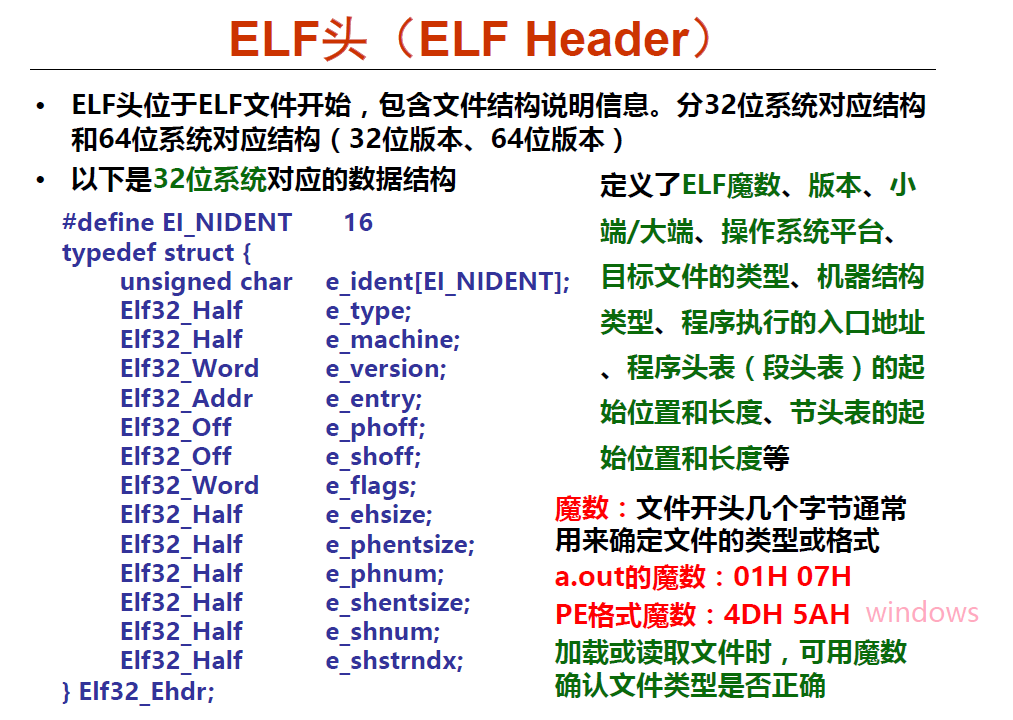 ELF头（ELF Header）
• ELF头位于ELF文件开始，包含文件结构说明信息。分32位系统对应结构
和64位系统对应结构（32位版本、64位版本）
• 以下是32位系统对应的数据结构
#define EI_NIDENT 16
typedef struct {
unsigned char e_ident[EI_NIDENT];
Elf32_Half e_type;
Elf32_Half e_machine;
Elf32_Word e_version;
Elf32_Addr e_entry;
Elf32_Off e_phoff;
Elf32_Off e_shoff;
Elf32_Word e_flags;
Elf32_Half e_ehsize;
Elf32_Half e_phentsize;
Elf32_Half e_phnum;
Elf32_Half e_shentsize;
Elf32_Half e_shnum;
Elf32_Half e_shstrndx;
} Elf32_Ehdr;
定义了ELF魔数、版本、小
端/大端、操作系统平台、
目标文件的类型、机器结构
类型、程序执行的入口地址
、程序头表（段头表）的起
始位置和长度、节头表的起
始位置和长度等
魔数：文件开头几个字节通常
用来确定文件的类型或格式
a.out的魔数：01H 07H
PE格式魔数：4DH 5AH windows
加载或读取文件时，可用魔数
确认文件类型是否正确